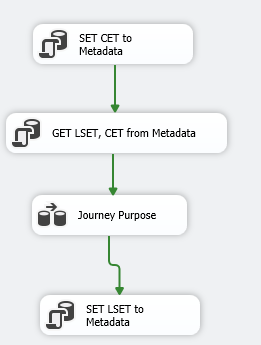 SET CET to
Metadata
GET LSET, CET from Metadata
Journey Purpose
SET LSET to
Metadata